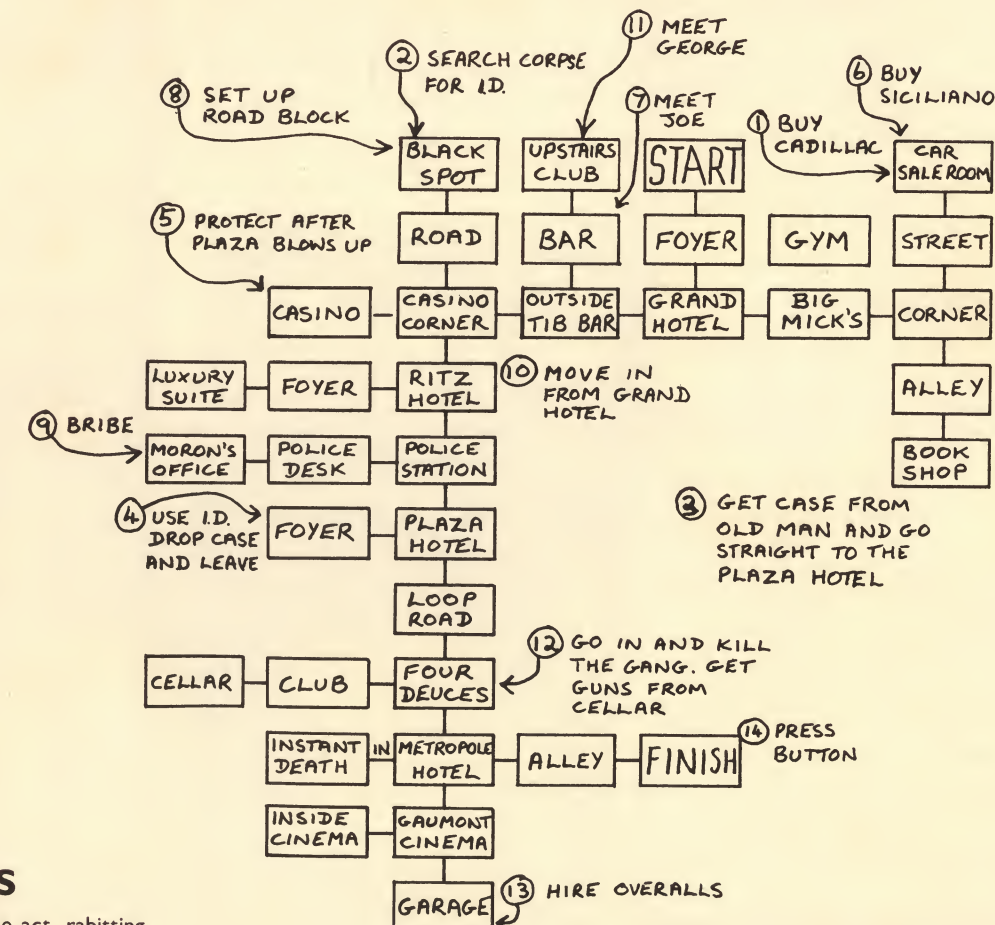 ⑪ MEET
GEORGE
② SEARCH CORPSE
FOR I.D.
⑥ BUY
SICILIANO
⑧ SET UP
ROAD BLOCK
⑦ MEET
JOE
① BUY
CADILLAC
BLACK
SPOT
UPSTAIRS
CLUB
START
CAR
SALEROOM
⑤ PROTECT AFTER
PLAZA BLOWS UP
ROAD
BAR
FOYER
GYM
STREET
CASINO
CASINO
CORNER
OUTSIDE
TIB BAR
GRAND
HOTEL
BIG
MICK'S
CORNER
LUXURY
SUITE
FOYER
RITZ
HOTEL
⑩ MOVE IN
FROM GRAND
HOTEL
ALLEY
⑨ BRIBE
MORON'S
OFFICE
POLICE
DESK
POLICE
STATION
BOOK
SHOP
③ GET CASE FROM
OLD MAN AND GO
STRAIGHT TO THE
PLAZA HOTEL
④ USE I.D.
DROP CASE
AND LEAVE
FOYER
PLAZA
HOTEL
LOOP
ROAD
⑫ GO IN AND KILL
THE GANG. GET
GUNS FROM
CELLAR
CELLAR
CLUB
FOUR
DEUCES
INSTANT
DEATH
IN
METROPOLE
HOTEL
ALLEY
FINISH
⑭ PRESS
BUTTON
INSIDE
CINEMA
GAUMONT
CINEMA
GARAGE
⑬ HIRE OVERALLS
s
act, rabitting